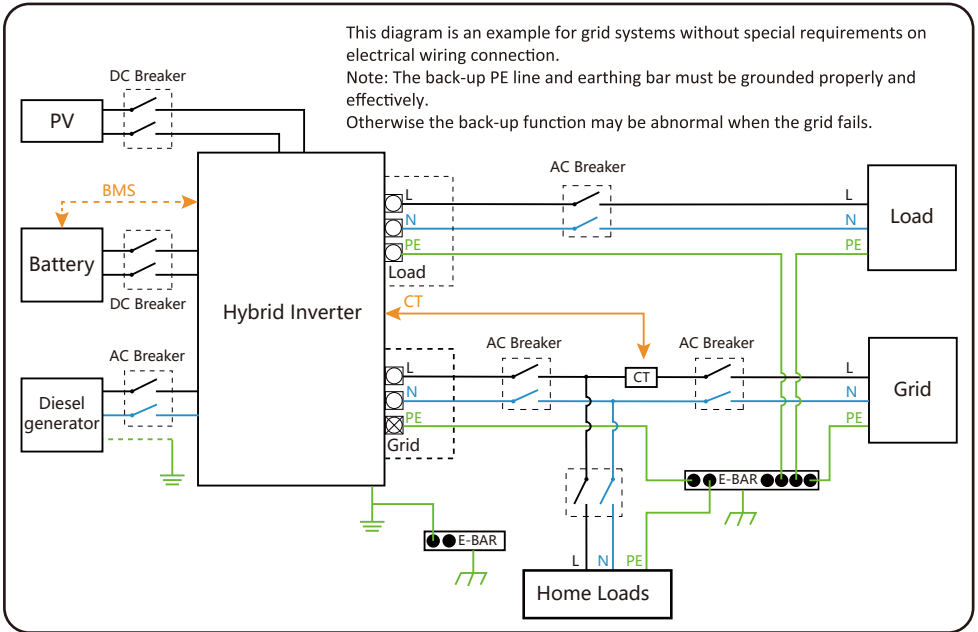 This diagram is an example for grid systems without special requirements on
electrical wiring connection.
Note: The back-up PE line and earthing bar must be grounded properly and
effectively.
Otherwise the back-up function may be abnormal when the grid fails.
DC Breaker
PV
BMS
Battery
DC Breaker
AC Breaker
Diesel
generator
Hybrid Inverter
L
N
PE
Load
AC Breaker
L
N
PE
Load
CT
AC Breaker
AC Breaker
L
N
PE
Grid
CT
L
N
PE
Grid
E-BAR
E-BAR
L
N
PE
Home Loads